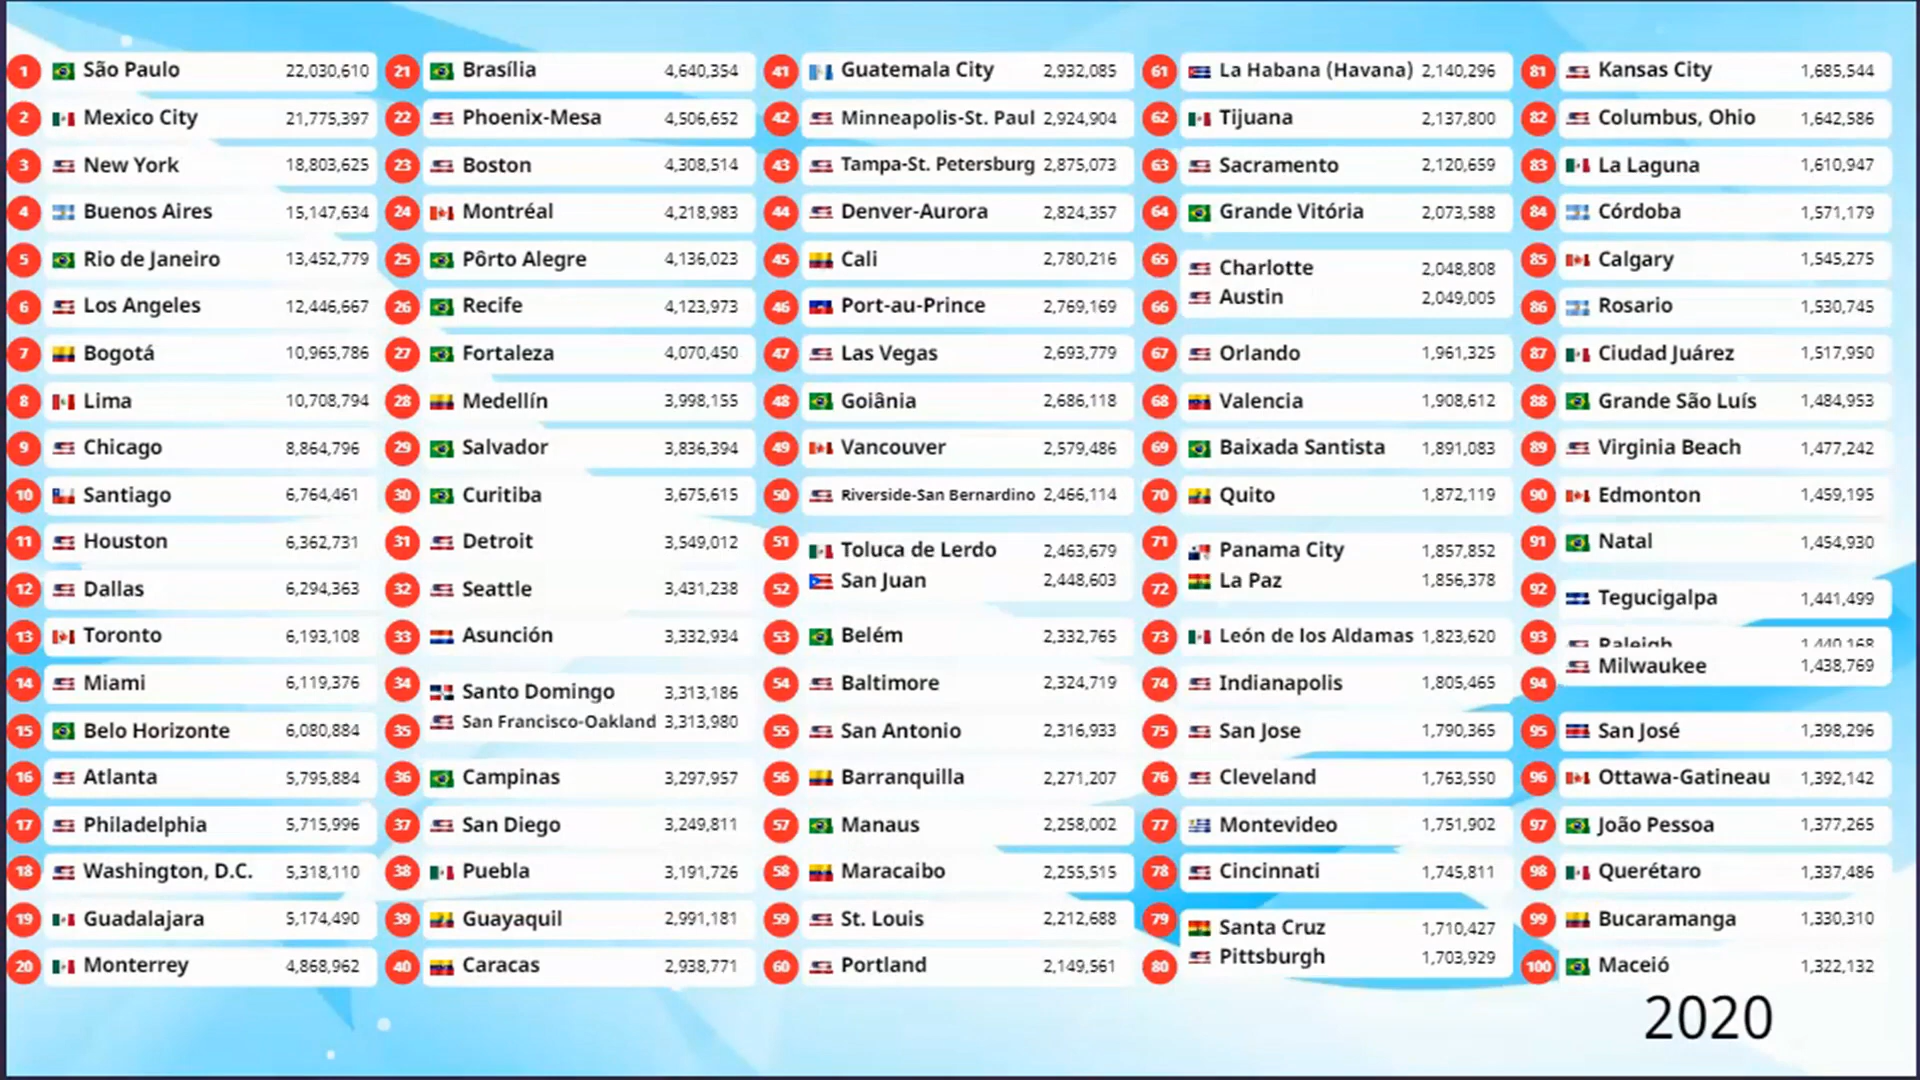 1 São Paulo 22,030,610
2 Mexico City 21,775,397
3 New York 18,803,625
4 Buenos Aires 15,147,634
5 Rio de Janeiro 13,452,779
6 Los Angeles 12,446,667
7 Bogotá 10,965,786
8 Lima 10,708,794
9 Chicago 8,864,796
10 Santiago 6,764,461
11 Houston 6,362,731
12 Dallas 6,294,363
13 Toronto 6,193,108
14 Miami 6,119,376
15 Belo Horizonte 6,080,884
16 Atlanta 5,795,884
17 Philadelphia 5,715,996
18 Washington, D.C. 5,318,110
19 Guadalajara 5,174,490
20 Monterrey 4,868,962
21 Brasília 4,640,354
22 Phoenix-Mesa 4,506,652
23 Boston 4,308,514
24 Montréal 4,218,983
25 Pôrto Alegre 4,136,023
26 Recife 4,123,973
27 Fortaleza 4,070,450
28 Medellín 3,998,155
29 Salvador 3,836,394
30 Curitiba 3,675,615
31 Detroit 3,549,012
32 Seattle 3,431,238
33 Asunción 3,332,934
34 Santo Domingo 3,313,186
35 San Francisco-Oakland 3,313,980
36 Campinas 3,297,957
37 San Diego 3,249,811
38 Puebla 3,191,726
39 Guayaquil 2,991,181
40 Caracas 2,938,771
41 Guatemala City 2,932,085
42 Minneapolis-St. Paul 2,924,904
43 Tampa-St. Petersburg 2,875,073
44 Denver-Aurora 2,824,357
45 Cali 2,780,216
46 Port-au-Prince 2,769,169
47 Las Vegas 2,693,779
48 Goiânia 2,686,118
49 Vancouver 2,579,486
50 Riverside-San Bernardino 2,466,114
51 Toluca de Lerdo 2,463,679
52 San Juan 2,448,603
53 Belém 2,332,765
54 Baltimore 2,324,719
55 San Antonio 2,316,933
56 Barranquilla 2,271,207
57 Manaus 2,258,002
58 Maracaibo 2,255,515
59 St. Louis 2,212,688
60 Portland 2,149,561
61 La Habana (Havana) 2,140,296
62 Tijuana 2,137,800
63 Sacramento 2,120,659
64 Grande Vitória 2,073,588
65 Charlotte 2,048,808
66 Austin 2,049,005
67 Orlando 1,961,325
68 Valencia 1,908,612
69 Baixada Santista 1,891,083
70 Quito 1,872,119
71 Panama City 1,857,852
72 La Paz 1,856,378
73 León de los Aldamas 1,823,620
74 Indianapolis 1,805,465
75 San Jose 1,790,365
76 Cleveland 1,763,550
77 Montevideo 1,751,902
78 Cincinnati 1,745,811
79 Santa Cruz 1,710,427
80 Pittsburgh 1,703,929
81 Kansas City 1,685,544
82 Columbus, Ohio 1,642,586
83 La Laguna 1,610,947
84 Córdoba 1,571,179
85 Calgary 1,545,275
86 Rosario 1,530,745
87 Ciudad Juárez 1,517,950
88 Grande São Luís 1,484,953
89 Virginia Beach 1,477,242
90 Edmonton 1,459,195
91 Natal 1,454,930
92 Tegucigalpa 1,441,499
93 Raleigh 1,440,168
94 Milwaukee 1,438,769
95 San José 1,398,296
96 Ottawa-Gatineau 1,392,142
97 João Pessoa 1,377,265
98 Querétaro 1,337,486
99 Bucaramanga 1,330,310
100 Maceió 1,322,132
2020